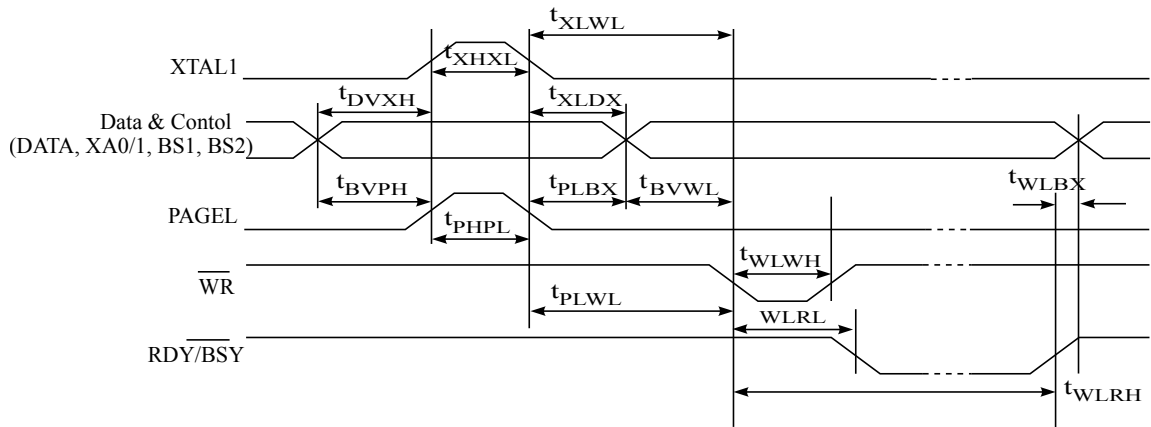 tXLWL
XTAL1
tXHXL
tDVXH
tXLDX
Data & Contol
(DATA, XA0/1, BS1, BS2)
tBVPH
tPLBX
tBVWL
tWLBX
PAGEL
tPHPL
tWLWH
WR
tPLWL
WLRL
RDY/BSY
tWLRH